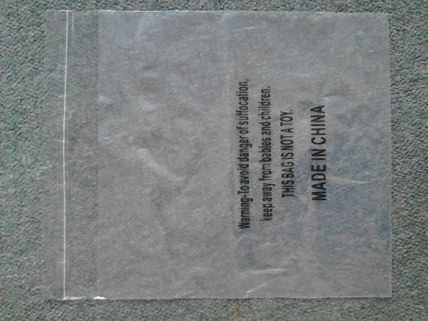 Warning-To avoid danger of suffocation,
keep away from babies and children.
THIS BAG IS NOT A TOY.
MADE IN CHINA